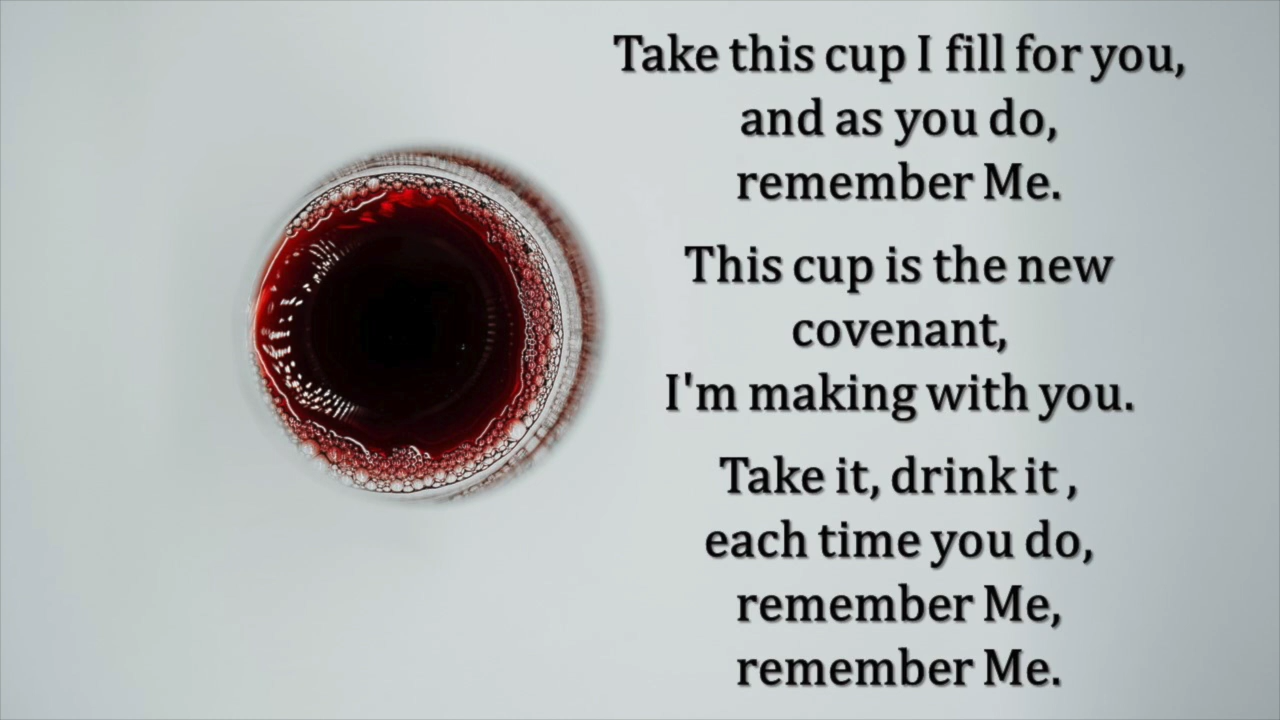 Take this cup I fill for you,
and as you do,
remember Me.
This cup is the new
covenant,
I'm making with you.
Take it, drink it ,
each time you do,
remember Me,
remember Me.